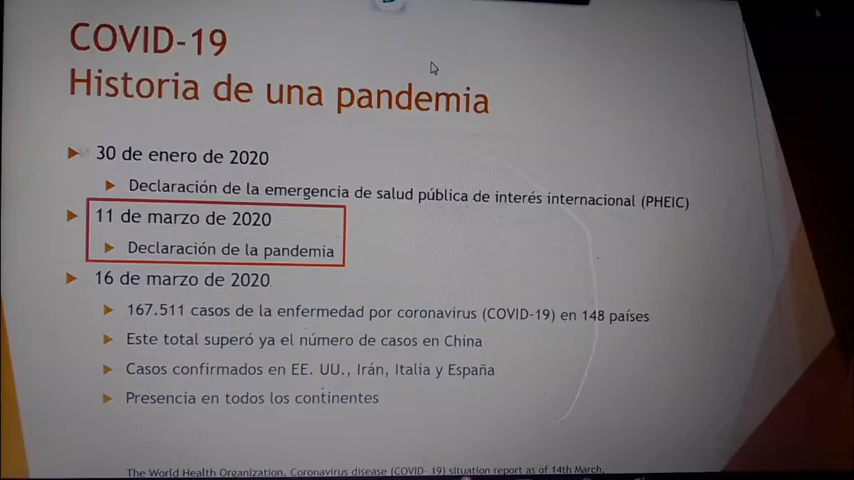 COVID-19
Historia de una pandemia
30 de enero de 2020
Declaración de la emergencia de salud pública de interés internacional (PHEIC)
11 de marzo de 2020
Declaración de la pandemia
16 de marzo de 2020
167.511 casos de la enfermedad por coronavirus (COVID-19) en 148 países
Este total superó ya el número de casos en China
Casos confirmados en EE. UU., Irán, Italia y España
Presencia en todos los continentes
The World Health Organization, Coronavirus disease (COVID- 19) situation report as of 14th March.